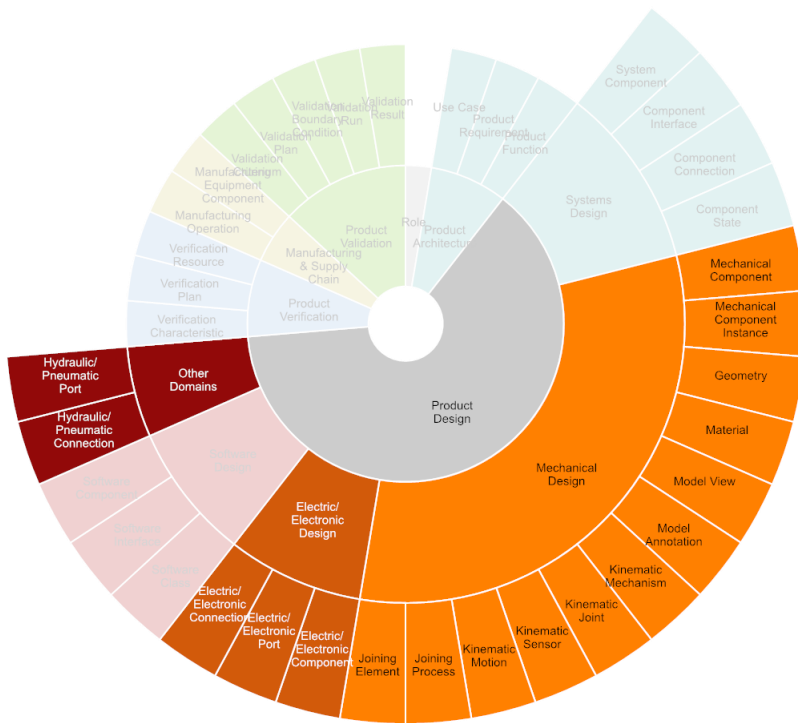 System
Component
Component
Interface
Component
Connection
Component
State
Use Case
Product
Requirement
Product
Function
Systems
Design
Role
Product
Architecture
Validation
Result
Validation
Run
Validation
Boundary
Condition
Validation
Plan
Validation
Criterium
Product
Validation
Manufacturing
Equipment
Component
Manufacturing
Operation
Manufacturing
& Supply
Chain
Verification
Resource
Verification
Plan
Verification
Characteristic
Product
Verification
Mechanical
Component
Mechanical
Component
Instance
Geometry
Material
Model View
Model
Annotation
Kinematic
Mechanism
Kinematic
Joint
Kinematic
Sensor
Kinematic
Motion
Joining
Process
Joining
Element
Mechanical
Design
Product
Design
Hydraulic/
Pneumatic
Port
Hydraulic/
Pneumatic
Connection
Other
Domains
Software
Design
Software
Component
Software
Interface
Software
Electric/
Electronic
Design
Electric/
Electronic
Connection
Electric/
Electronic
Port
Electric/
Electronic
Component